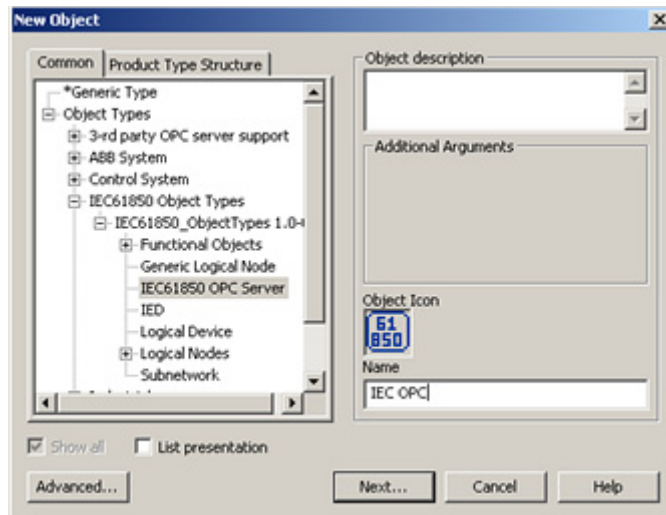 New Object
Common
Product Type Structure
*Generic Type
Object Types
3-rd party OPC server support
ABB System
Control System
IEC61850 Object Types
IEC61850_ObjectTypes 1.0-
Functional Objects
Generic Logical Node
IEC61850 OPC Server
IED
Logical Device
Logical Nodes
Subnetwork
Object description
Additional Arguments
Object Icon
61
850
Name
IEC OPC
Show all
List presentation
Advanced...
Next...
Cancel
Help